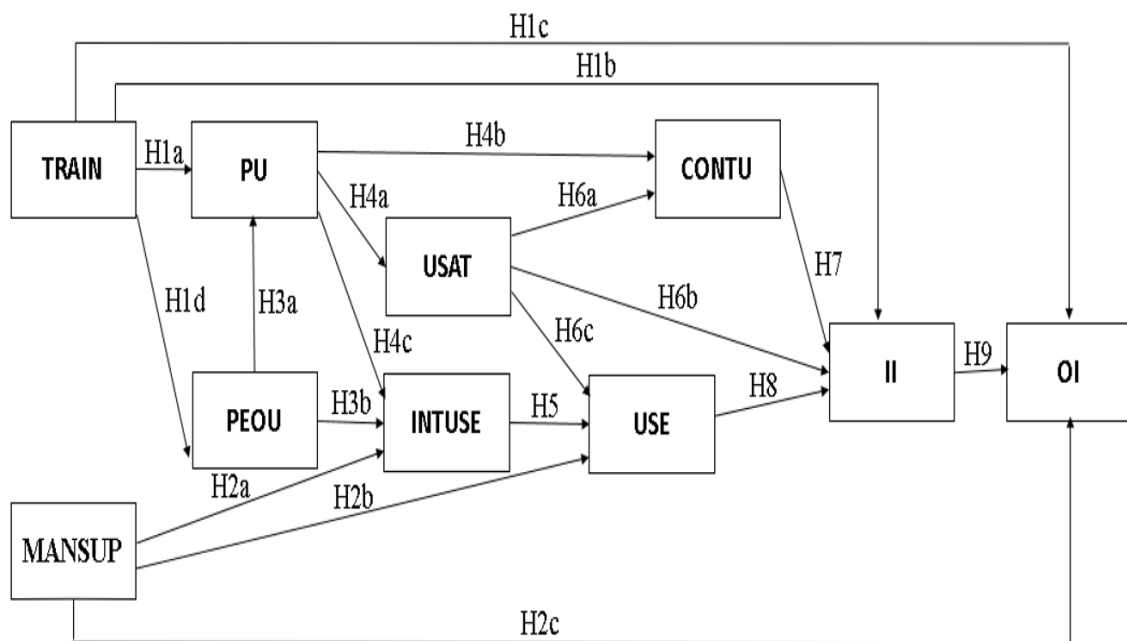 H1c
H1b
TRAIN
H1a
PU
H4b
CONTU
H4a
H6a
USAT
H7
H1d
H3a
H6b
H4c
H6c
II
H9
OI
PEOU
H3b
INTUSE
H5
USE
H8
H2a
H2b
MANSUP
H2c